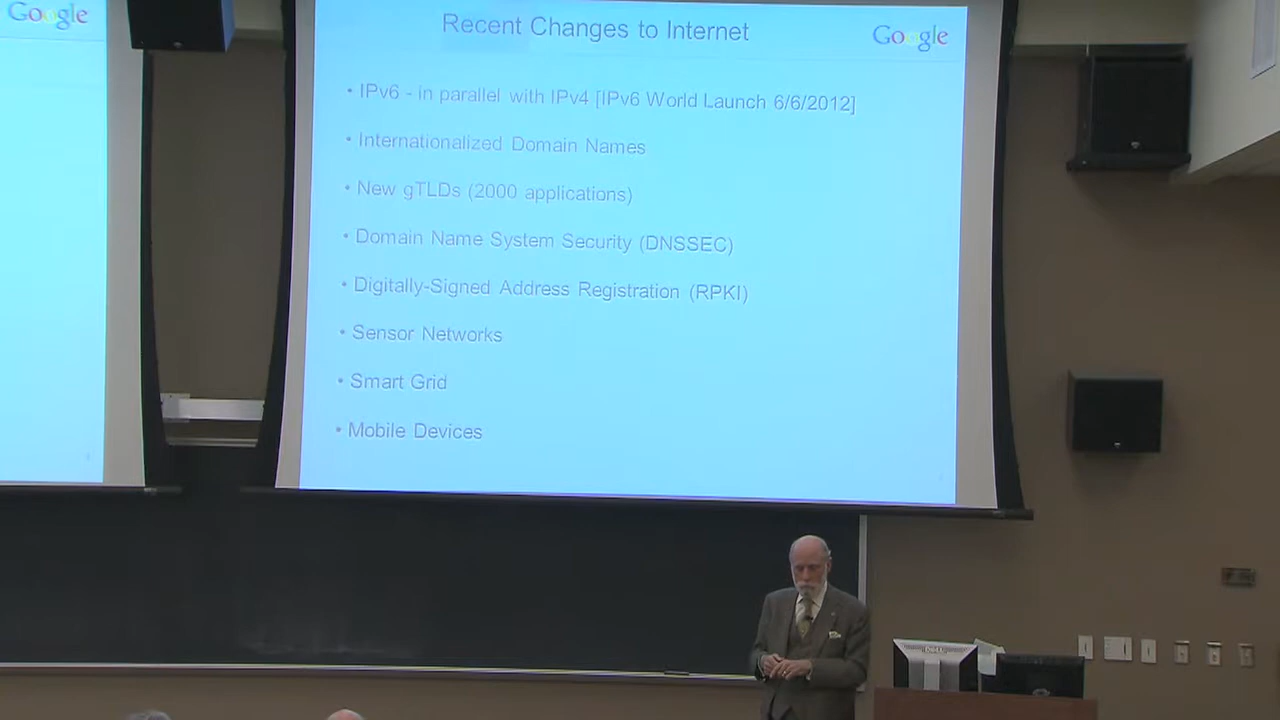 Google
Recent Changes to Internet
Google
• IPv6 - in parallel with IPv4 [IPv6 World Launch 6/6/2012]
• Internationalized Domain Names
• New gTLDs (2000 applications)
• Domain Name System Security (DNSSEC)
• Digitally-Signed Address Registration (RPKI)
• Sensor Networks
• Smart Grid
• Mobile Devices
DELL